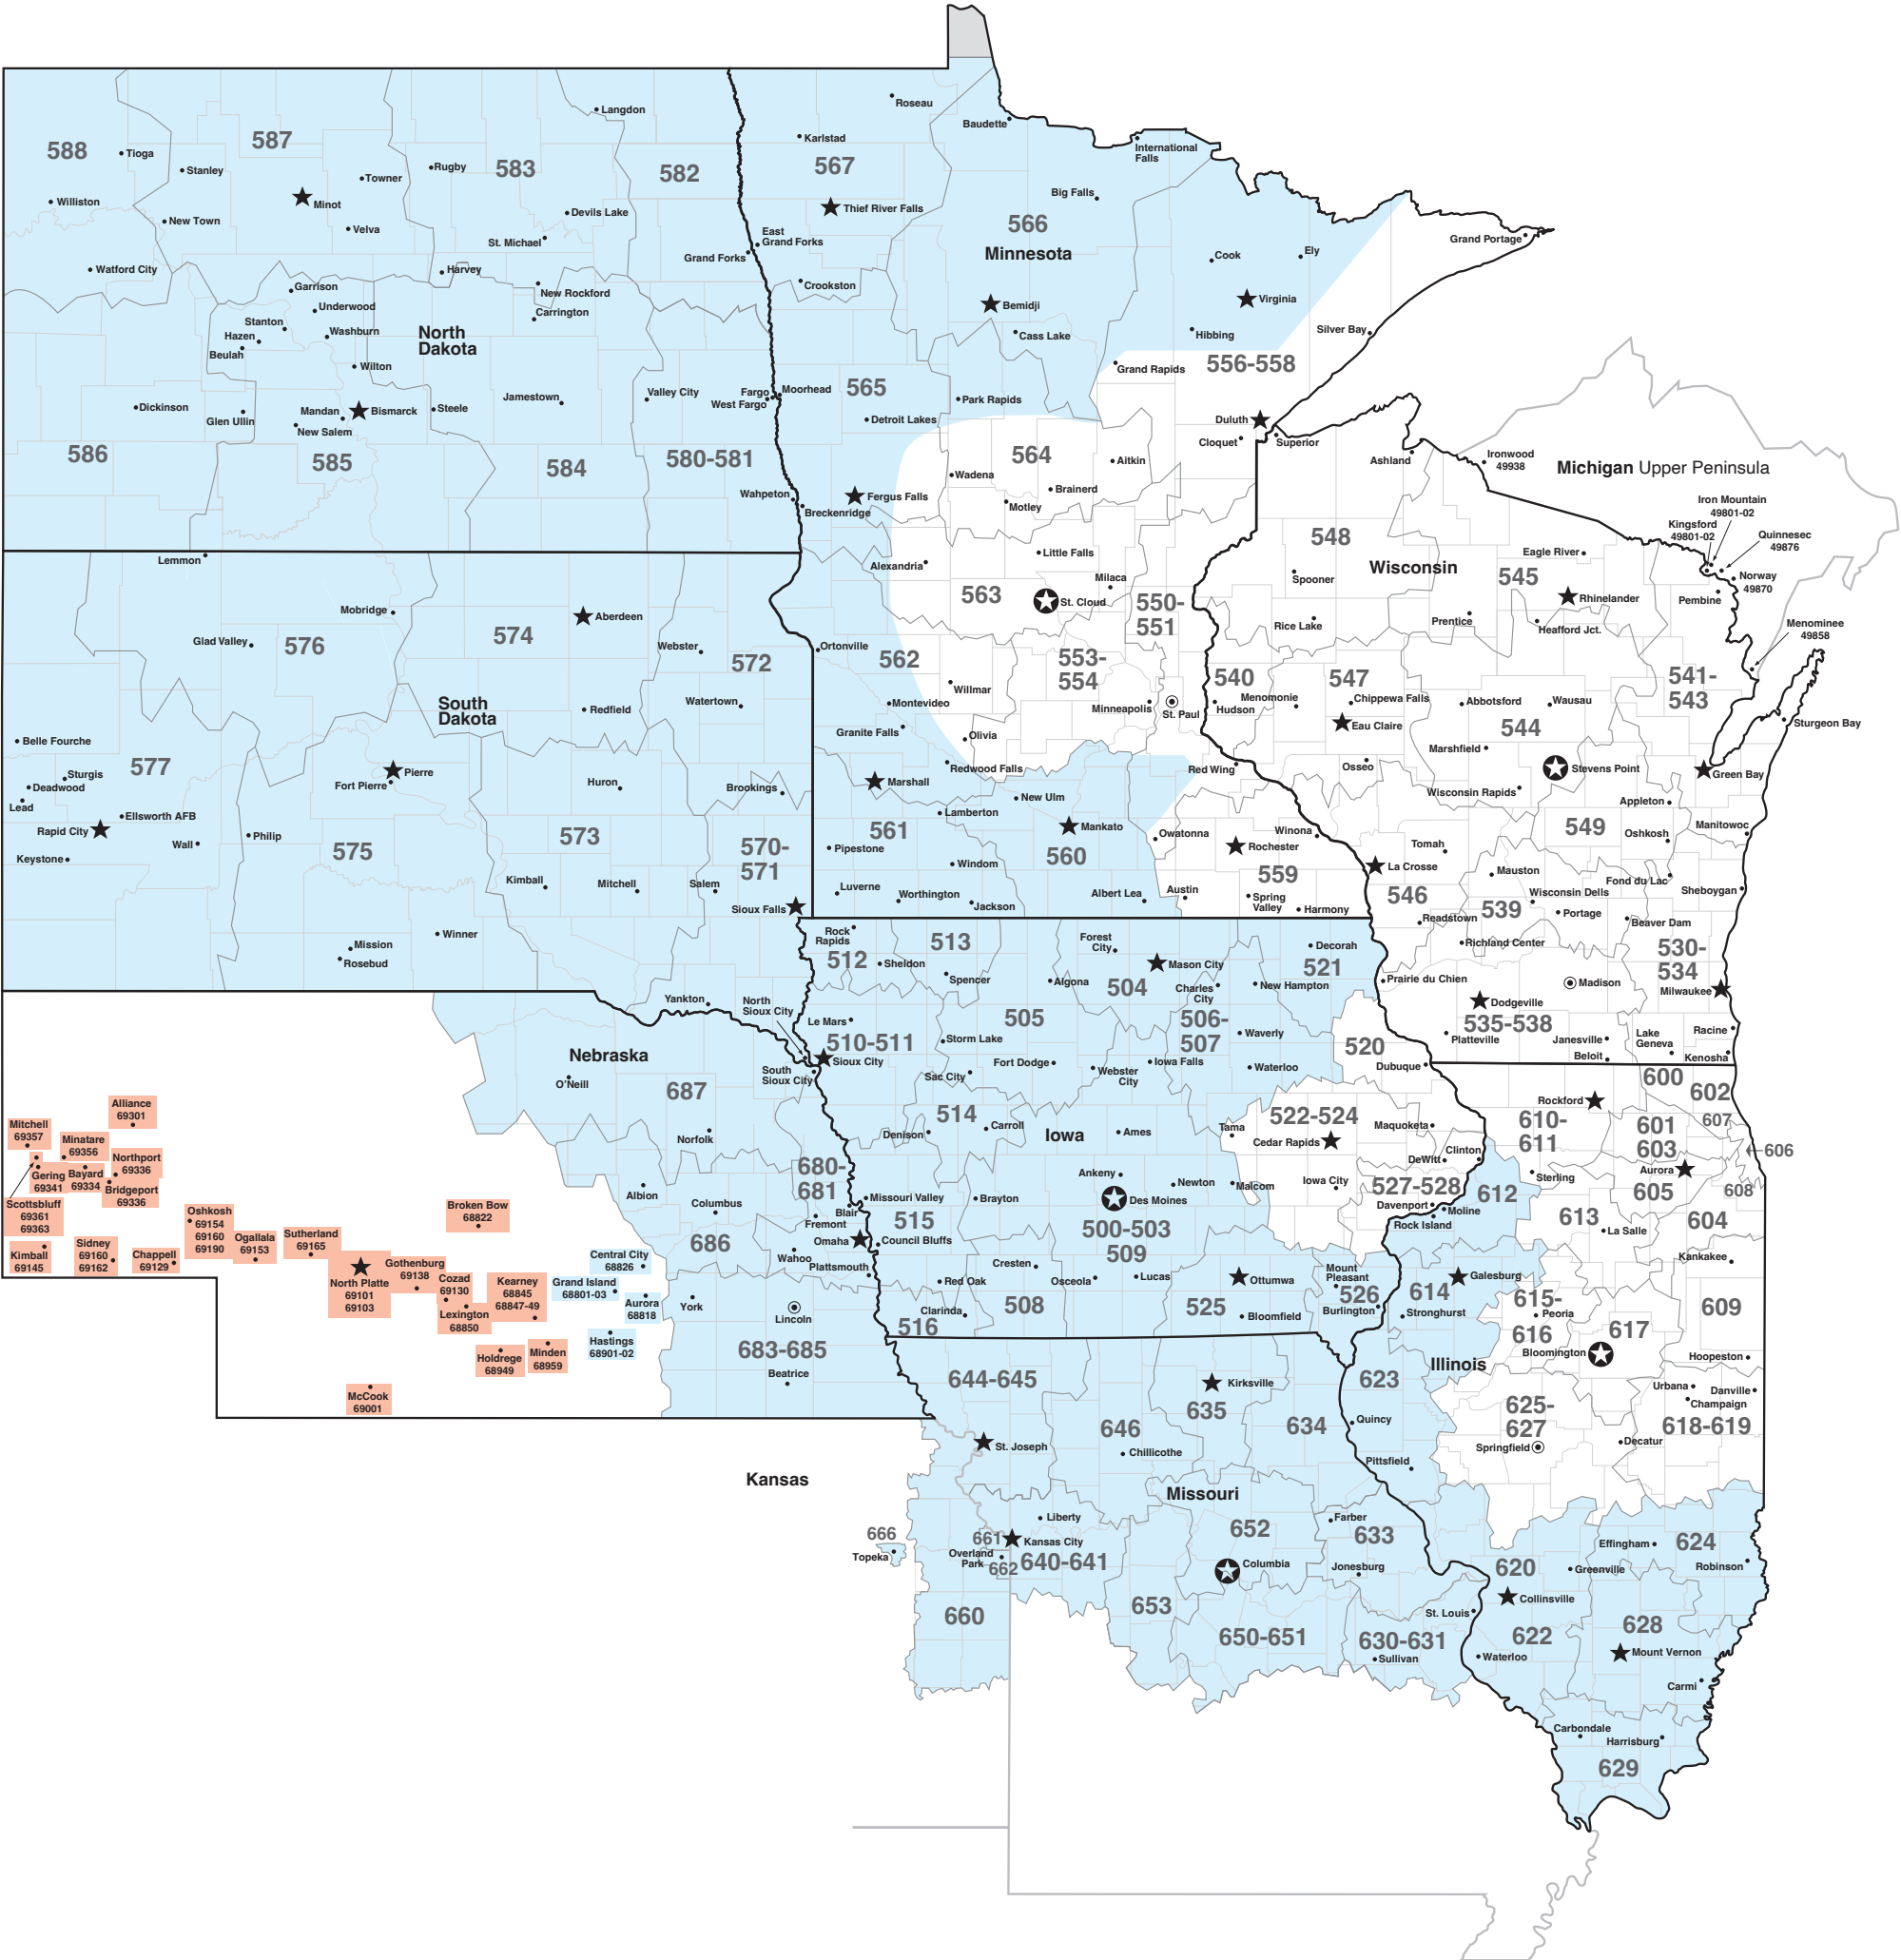 588
Tioga
Williston
Watford City
587
Stanley
Minot
Towner
New Town
Velva
583
Rugby
Langdon
Devils Lake
St. Michael
Harvey
New Rockford
Carrington
582
Grand Forks
East
Grand Forks
Garrison
Underwood
Stanton
Hazen
Beulah
Washburn
Wilton
North
Dakota
Dickinson
Glen Ullin
Mandan
Bismarck
New Salem
Steele
Jamestown
Valley City
Fargo
West Fargo
586
585
584
580-581
Wahpeton
Roseau
Baudette
Karlstad
567
Thief River Falls
Crookston
International
Falls
Big Falls
566
Minnesota
Bemidji
Cass Lake
Cook
Ely
Virginia
Hibbing
Grand Portage
Silver Bay
Grand Rapids
556-558
Moorhead
565
Detroit Lakes
Park Rapids
Duluth
Cloquet
Superior
564
Wadena
Aitkin
Brainerd
Motley
Fergus Falls
Breckenridge
Little Falls
Alexandria
Milaca
563
St. Cloud
550-
551
Ortonville
562
553-
554
Willmar
Montevideo
Minneapolis
St. Paul
Granite Falls
Olivia
Redwood Falls
Red Wing
Marshall
New Ulm
Lamberton
Mankato
561
Pipestone
560
Windom
Owatonna
Winona
Rochester
559
Luverne
Worthington
Jackson
Albert Lea
Austin
Spring
Valley
Harmony
Lemmon
Mobridge
Glad Valley
576
574
Aberdeen
Webster
572
South
Dakota
Redfield
Watertown
Belle Fourche
577
Sturgis
Deadwood
Lead
Ellsworth AFB
Rapid City
Keystone
Wall
Philip
Pierre
Fort Pierre
Huron
Brookings
575
573
570-
571
Kimball
Mitchell
Salem
Sioux Falls
Winner
Mission
Rosebud
Yankton
North
Sioux City
Ashland
Ironwood
49938
Michigan Upper Peninsula
Iron Mountain
49801-02
Kingsford
49801-02
Quinnesec
49876
Norway
49870
Menominee
49858
548
Wisconsin
Spooner
Eagle River
545
Rhinelander
Pembine
Rice Lake
Prentice
Heafford Jct.
540
Hudson
547
Menomonie
Chippewa Falls
Eau Claire
Abbotsford
Wausau
541-
543
Sturgeon Bay
544
Marshfield
Stevens Point
Osseo
Wisconsin Rapids
Green Bay
Appleton
549
Oshkosh
Manitowoc
Tomah
La Crosse
Mauston
Fond du Lac
Sheboygan
546
Wisconsin Dells
539
Portage
Readstown
Beaver Dam
Richland Center
530-
534
Prairie du Chien
Madison
Milwaukee
Dodgeville
535-538
Platteville
Janesville
Beloit
Lake
Geneva
Racine
Kenosha
Rock
Rapids
512
Sheldon
513
Spencer
Forest
City
Mason City
Algona
504
Charles
City
Decorah
521
New Hampton
Le Mars
510-511
Sioux City
South
Sioux City
505
Storm Lake
Fort Dodge
Sac City
Webster
City
506-
507
Waverly
Iowa Falls
Waterloo
520
Dubuque
514
Denison
Carroll
Iowa
Ames
Tama
522-524
Cedar Rapids
Maquoketa
DeWitt
Clinton
Ankeny
Newton
Malcom
Iowa City
527-528
Davenport
Des Moines
Missouri Valley
Brayton
515
Council Bluffs
500-503
509
Creston
Osceola
Lucas
Red Oak
Clarinda
508
516
Ottumwa
525
Bloomfield
Mount
Pleasant
526
Burlington
Nebraska
O'Neill
687
Norfolk
680-
681
Albion
Columbus
Blair
Fremont
Omaha
686
Wahoo
Plattsmouth
York
Lincoln
683-685
Beatrice
Alliance
69301
Mitchell
69357
Minatare
69356
Northport
69336
Gering
69341
Bayard
69334
Bridgeport
69336
Scottsbluff
69361
69363
Kimball
69145
Sidney
69160
69162
Chappell
69129
Oshkosh
69154
69160
69190
Ogallala
69153
Sutherland
69165
North Platte
69101
69103
Gothenburg
69138
Cozad
69130
Lexington
68850
Kearney
68845
68847-49
Broken Bow
68822
Central City
68826
Grand Island
68801-03
Aurora
68818
Hastings
68901-02
Holdrege
68949
Minden
68959
McCook
69001
600
602
Rockford
610-
611
601
603
607
606
Aurora
605
608
612
Sterling
Moline
Rock Island
613
La Salle
604
Kankakee
Galesburg
614
Stronghurst
615-
616
Peoria
617
Bloomington
609
Hoopeston
Illinois
623
Urbana
Danville
Champaign
618-619
625-
627
Springfield
Decatur
Quincy
Pittsfield
624
Effingham
Robinson
620
Greenville
Collinsville
622
628
Mount Vernon
Waterloo
Carmi
Carbondale
Harrisburg
629
Kansas
666
Topeka
661
Overland
Park
662
660
644-645
St. Joseph
646
Chillicothe
Kirksville
635
634
Missouri
Liberty
Kansas City
640-641
652
Columbia
Farber
633
Jonesburg
653
650-651
St. Louis
630-631
Sullivan